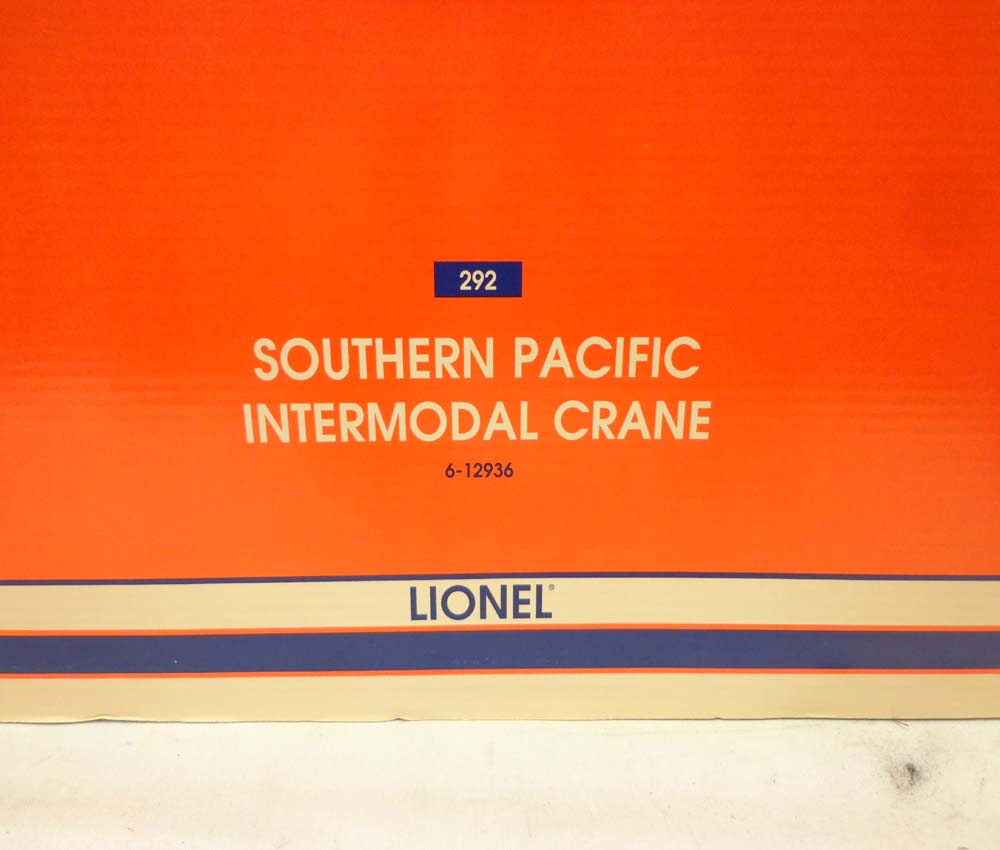 292
SOUTHERN PACIFIC
INTERMODAL CRANE
6-12936
LIONEL®